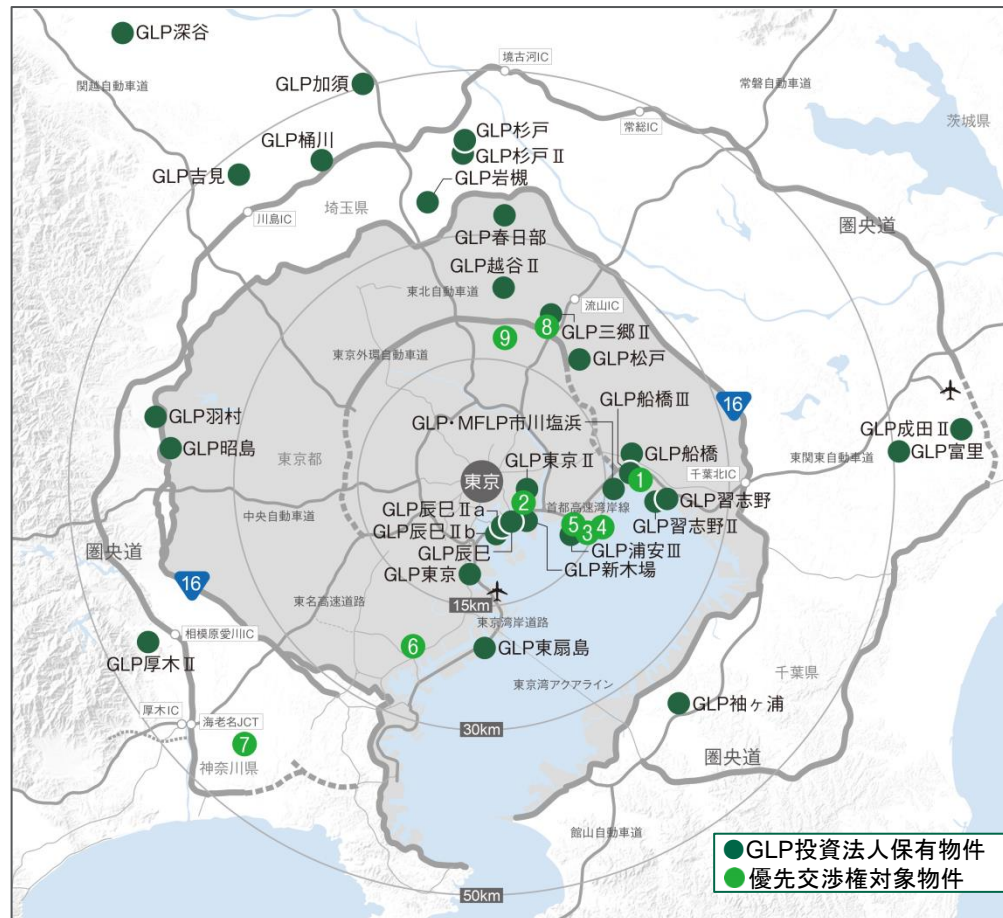 GLP深谷
境古河IC
関越自動車道
常磐自動車道
GLP加須
茨城県
常総IC
GLP杉戸
GLP桶川
GLP杉戸Ⅱ
GLP吉見
GLP岩槻
埼玉県
川島IC
GLP春日部
圏央道
GLP越谷Ⅱ
東北自動車道
流山IC
8
GLP三郷Ⅱ
9
東京外環自動車道
GLP松戸
GLP船橋Ⅲ
16
GLP羽村
GLP・MFLP市川塩浜
GLP成田Ⅱ
GLP昭島
GLP船橋
GLP富里
東京都
GLP東京Ⅱ
東関東自動車道
千葉北IC
東京
1
2
首都高速湾岸線
GLP習志野
中央自動車道
GLP辰巳Ⅱa
GLP習志野Ⅱ
5
3
4
GLP辰巳Ⅱb
GLP辰巳
GLP浦安Ⅲ
圏央道
GLP新木場
GLP東京
16
東名高速道路
15km
東京湾岸道路
相模原愛川IC
6
GLP東扇島
GLP厚木Ⅱ
千葉県
東京湾アクアライン
GLP袖ヶ浦
厚木IC
海老名JCT
30km
7
圏央道
神奈川県
館山自動車道
50km
GLP投資法人保有物件
優先交渉権対象物件